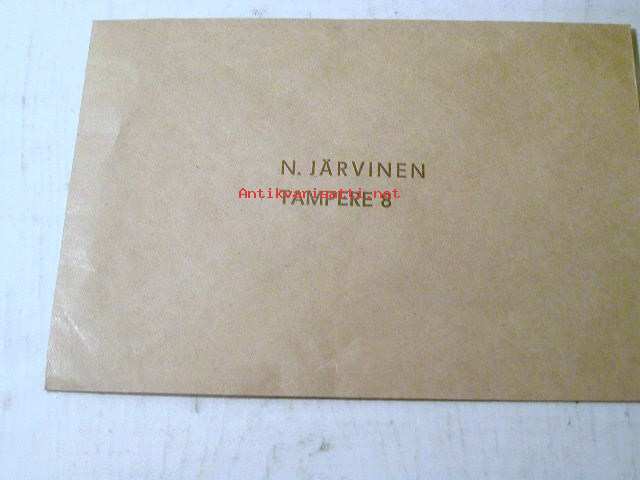 N. JÄRVINEN
Antikvariaatti.net
TAMPERE 8